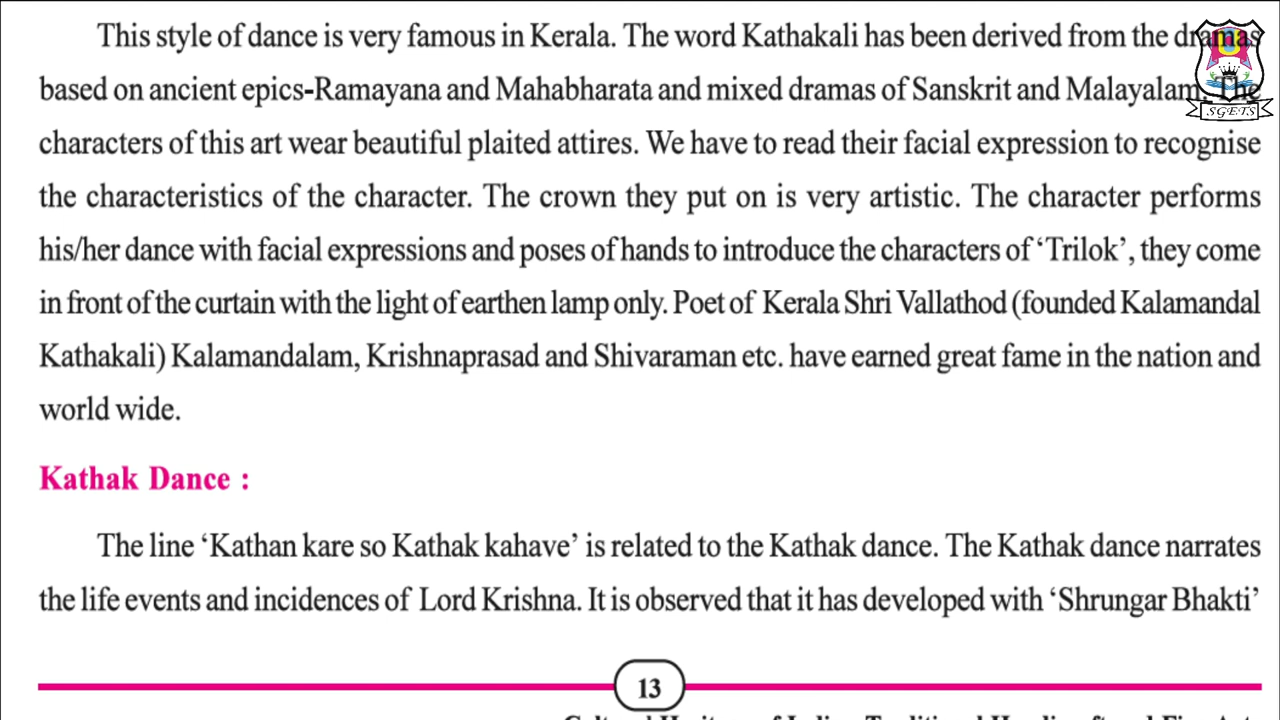 This style of dance is very famous in Kerala. The word Kathakali has been derived from the dramas
based on ancient epics-Ramayana and Mahabharata and mixed dramas of Sanskrit and Malayalam. The
characters of this art wear beautiful plaited attires. We have to read their facial expression to recognise
the characteristics of the character. The crown they put on is very artistic. The character performs
his/her dance with facial expressions and poses of hands to introduce the characters of ‘Trilok’, they come
in front of the curtain with the light of earthen lamp only. Poet of Kerala Shri Vallathod (founded Kalamandal
Kathakali) Kalamandalam, Krishnaprasad and Shivaraman etc. have earned great fame in the nation and
world wide.
Kathak Dance :
The line ‘Kathan kare so Kathak kahave’ is related to the Kathak dance. The Kathak dance narrates
the life events and incidences of Lord Krishna. It is observed that it has developed with ‘Shrungar Bhakti’
13
SGETS